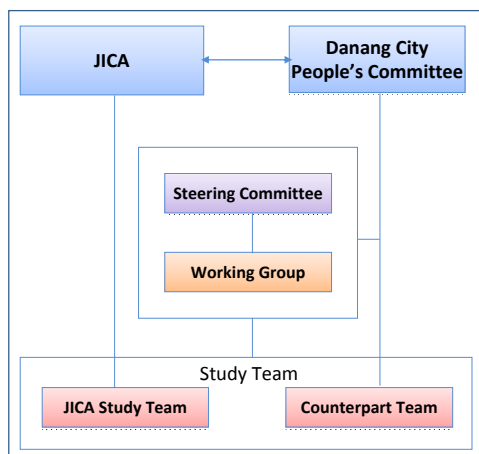 JICA
Danang City
People's Committee
Steering Committee
Working Group
Study Team
JICA Study Team
Counterpart Team